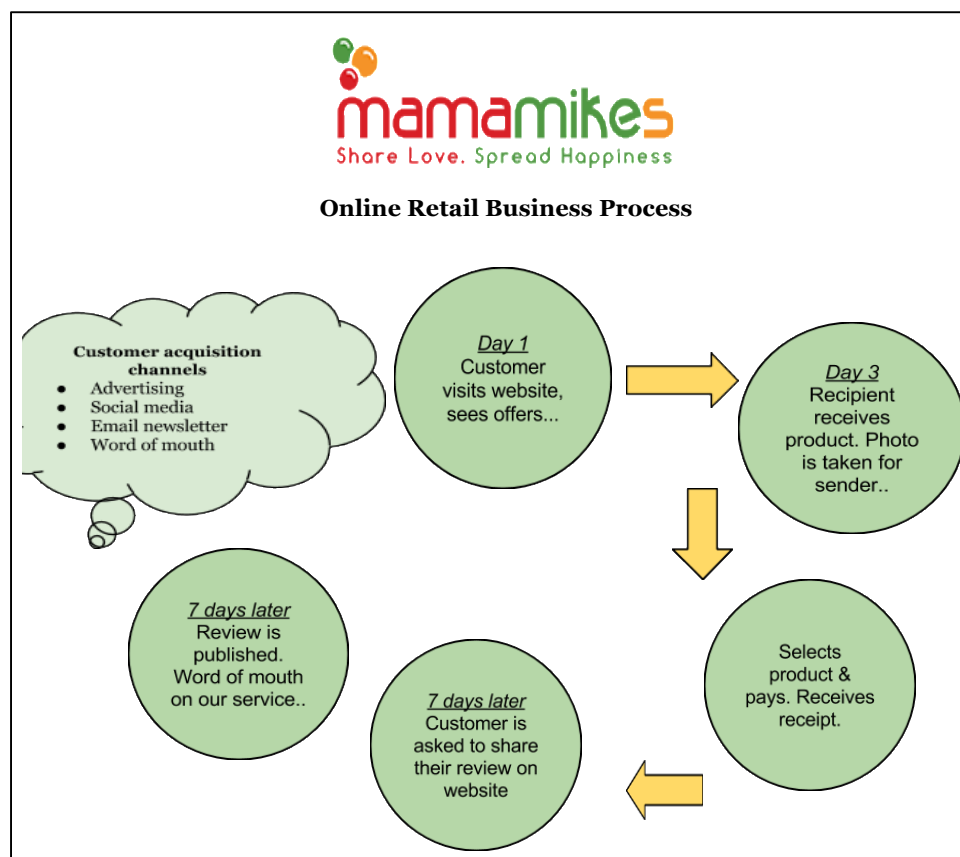 mamamikes
Share Love. Spread Happiness
Online Retail Business Process
Customer acquisition
channels
● Advertising
● Social media
● Email newsletter
● Word of mouth
Day 1
Customer
visits website,
sees offers...
Day 3
Recipient
receives
product. Photo
is taken for
sender..
Selects
product &
pays. Receives
receipt.
7 days later
Customer is
asked to share
their review on
website
7 days later
Review is
published.
Word of mouth
on our service..